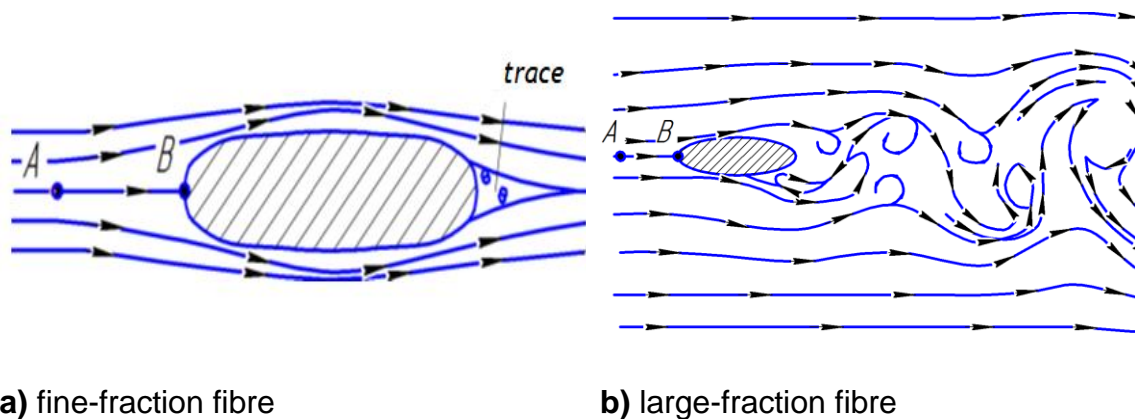 trace
A
B
A
B
a) fine-fraction fibre
b) large-fraction fibre